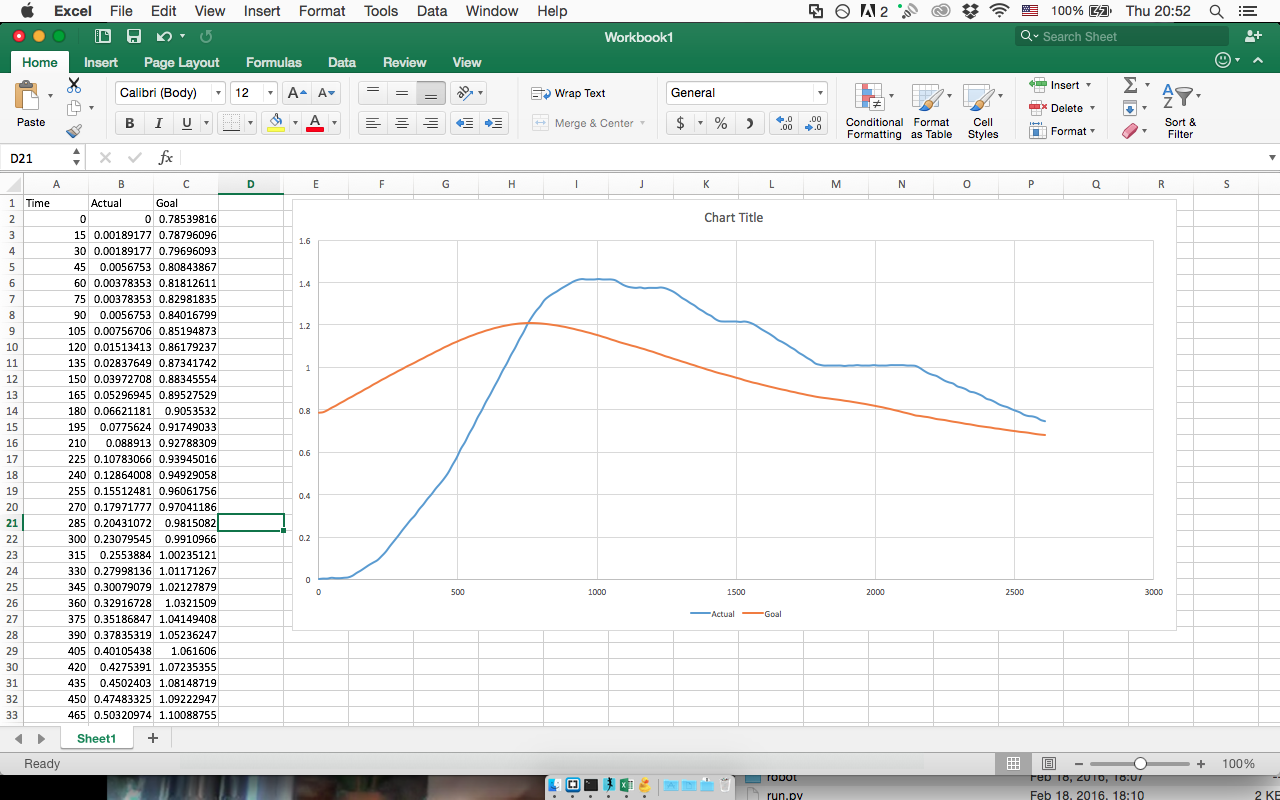 Excel File Edit View Insert Format Tools Data Window Help 2 100% Thu 20:52
Workbook1 Search Sheet
Home Insert Page Layout Formulas Data Review View
Paste Calibri (Body) 12 A A Wrap Text General Insert
B I U A Merge & Center $ % Conditional Formatting Format as Table Cell Styles Delete Format Sort & Filter
D21 fx
A B C D E F G H I J K L M N O P Q R S
1 Time Actual Goal
2 0 0 0.78539816
3 15 0.00189177 0.78796096
4 30 0.00189177 0.79696093
5 45 0.0056753 0.80843867
6 60 0.00378353 0.81812611
7 75 0.00378353 0.82981835
8 90 0.0056753 0.84016799
9 105 0.00756706 0.85194873
10 120 0.01513413 0.86179237
11 135 0.02837649 0.87341742
12 150 0.03972708 0.88345554
13 165 0.05296945 0.89527529
14 180 0.06621181 0.9053532
15 195 0.0775624 0.91749033
16 210 0.088913 0.92788309
17 225 0.10783066 0.93945016
18 240 0.12864008 0.94929058
19 255 0.15512481 0.96061756
20 270 0.17971777 0.97041186
21 285 0.20431072 0.9815082
22 300 0.23079545 0.9910966
23 315 0.2553884 1.00235121
24 330 0.27998136 1.01171267
25 345 0.30079079 1.02127879
26 360 0.32916728 1.0321509
27 375 0.35186847 1.04149408
28 390 0.37835319 1.05236247
29 405 0.40105438 1.061606
30 420 0.4275391 1.07235355
31 435 0.4502403 1.08148719
32 450 0.47483325 1.09222947
33 465 0.50320974 1.10088755
Chart Title
1.6
1.4
1.2
1
0.8
0.6
0.4
0.2
0
0 500 1000 1500 2000 2500 3000
Actual Goal
Sheet1 +
Ready 100%
robot Feb 18, 2016, 18:07
run.py Feb 18, 2016, 18:10 2 KB